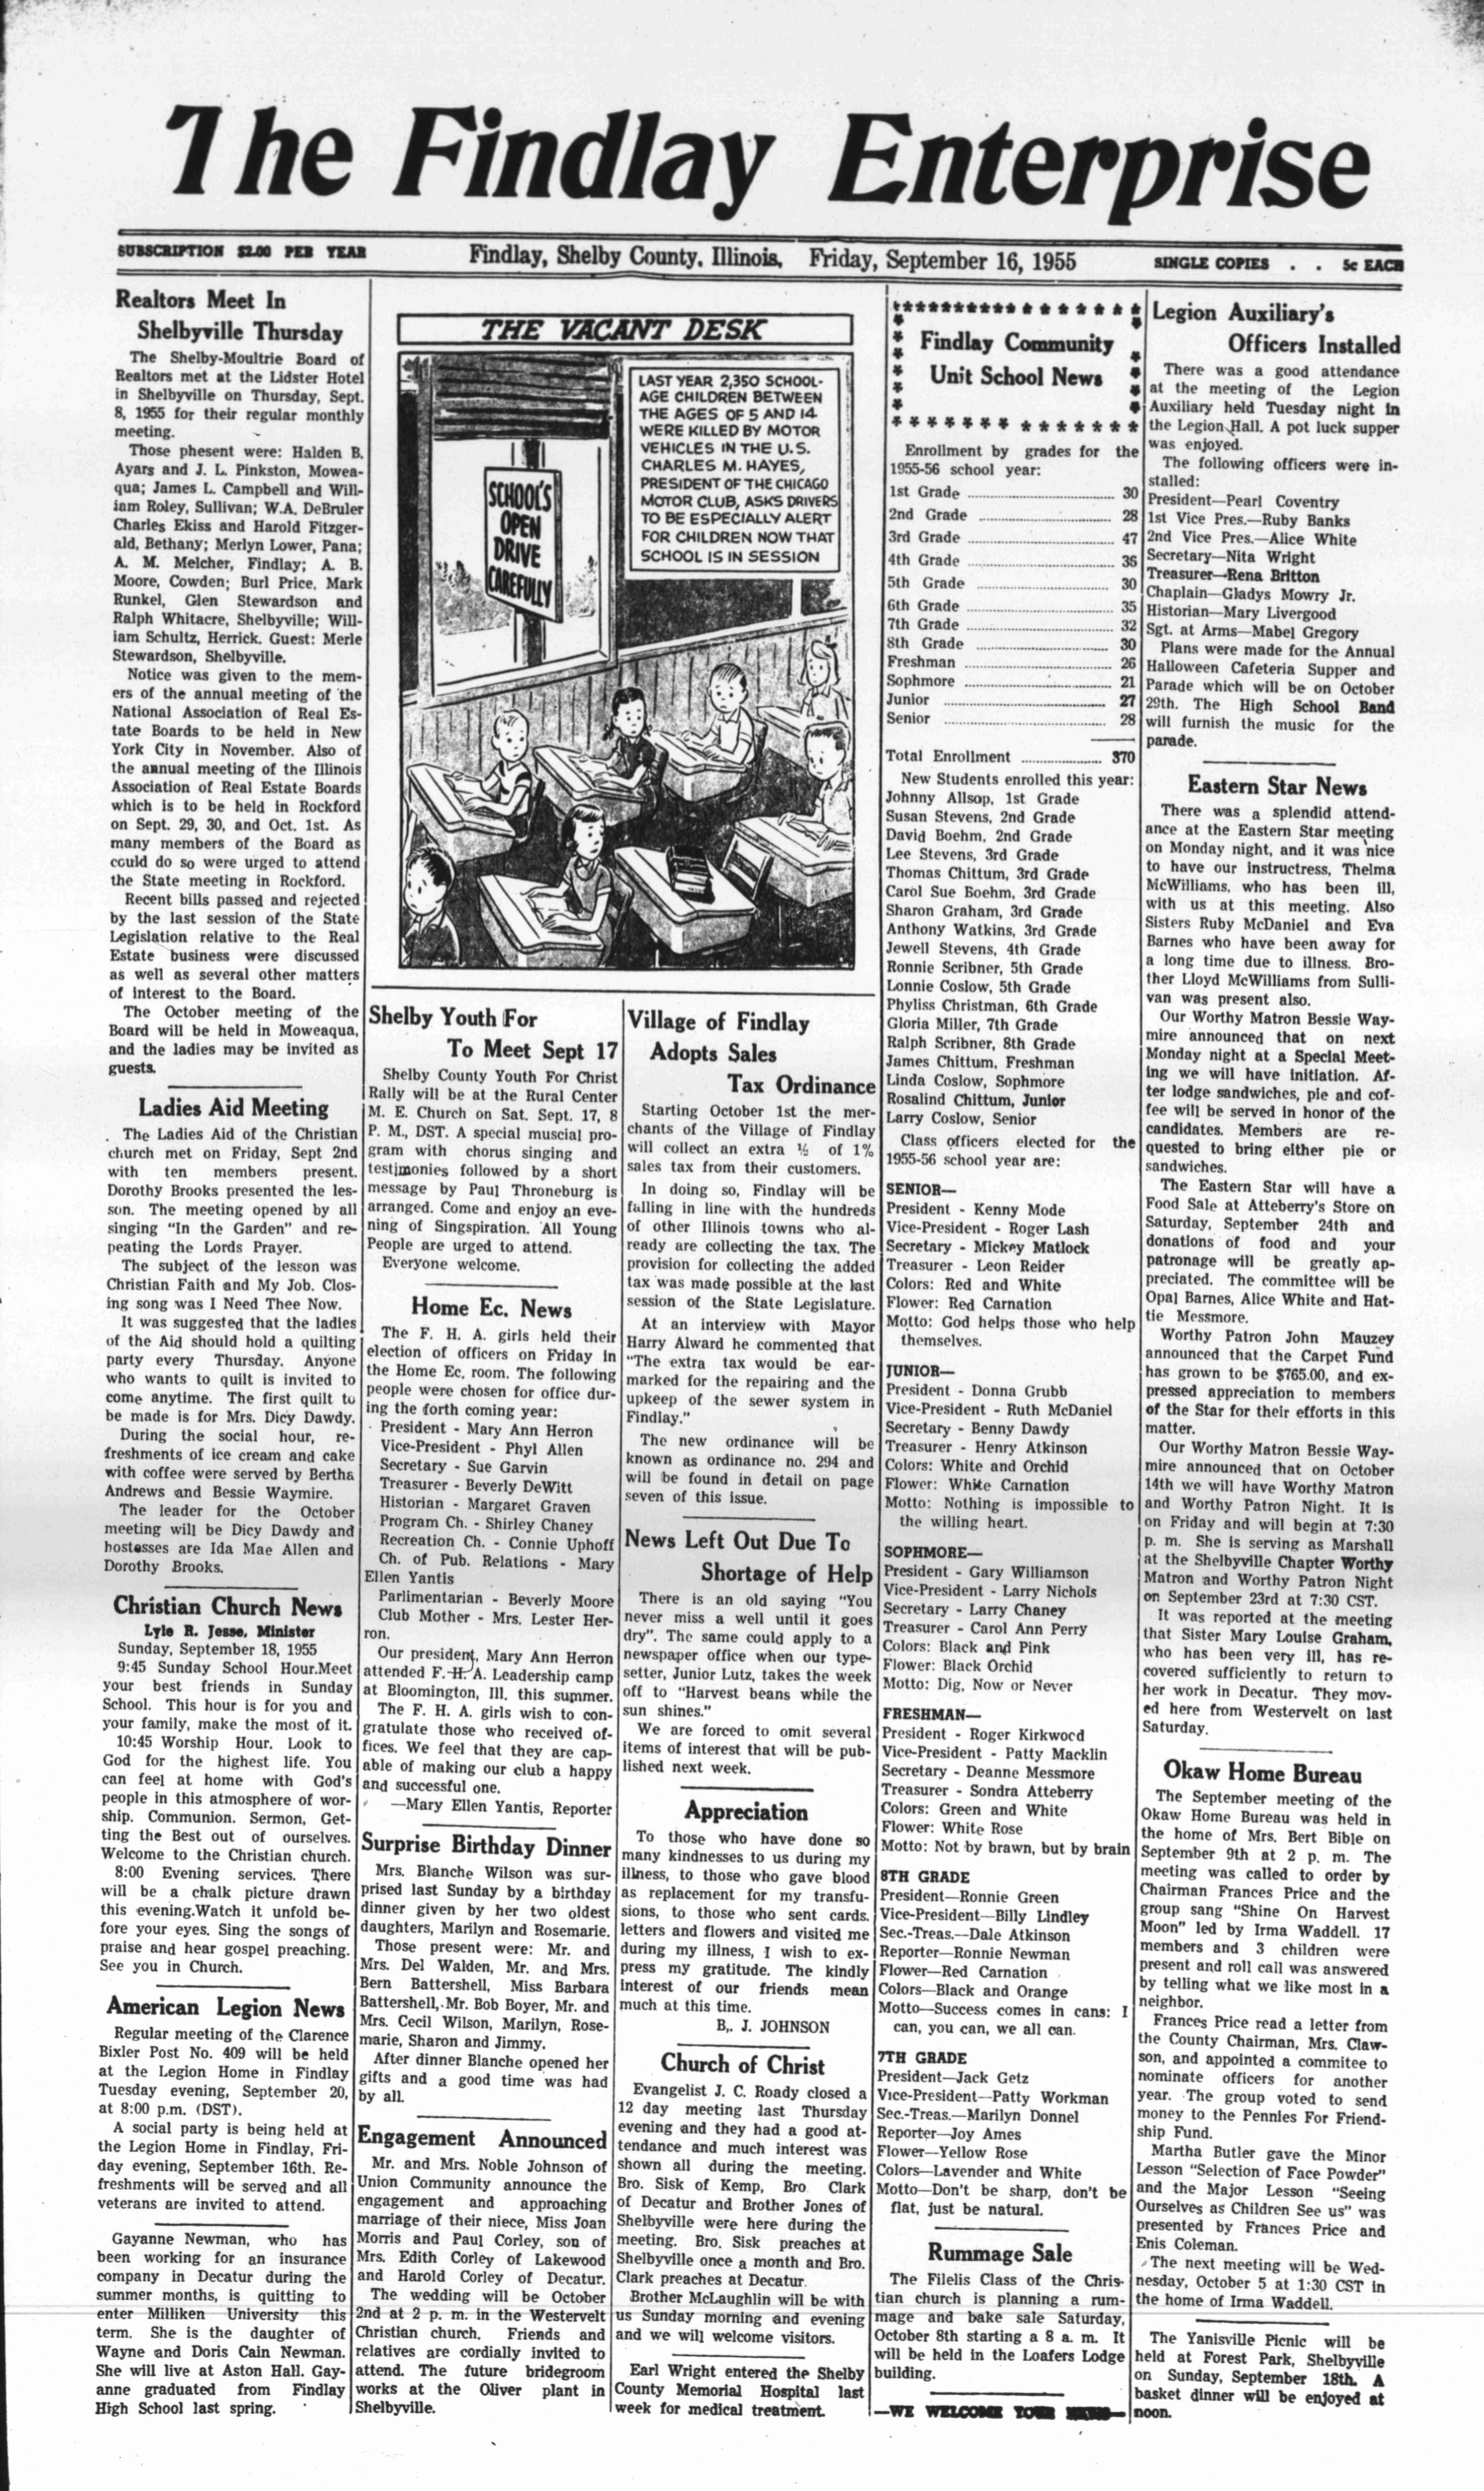 The Findlay Enterprise
SUBSCRIPTION $2.00 PER YEAR
Findlay, Shelby County, Illinois, Friday, September 16, 1955
SINGLE COPIES . . 5c EACH
Realtors Meet In
Shelbyville Thursday
The Shelby-Moultrie Board of
Realtors met at the Lidster Hotel
in Shelbyville on Thursday, Sept.
8, 1955 for their regular monthly
meeting.
Those phesent were: Halden B.
Ayars and J. L. Pinkston, Mowea-
qua; James L. Campbell and Will-
iam Roley, Sullivan; W.A. DeBruler
Charles Ekiss and Harold Fitzger-
ald, Bethany; Merlyn Lower, Pana;
A. M. Melcher, Findlay; A. B.
Moore, Cowden; Burl Price, Mark
Runkel, Glen Stewardson and
Ralph Whitacre, Shelbyville; Will-
iam Schultz, Herrick. Guest: Merle
Stewardson, Shelbyville.
Notice was given to the mem-
ers of the annual meeting of the
National Association of Real Es-
tate Boards to be held in New
York City in November. Also of
the annual meeting of the Illinois
Association of Real Estate Boards
which is to be held in Rockford
on Sept. 29, 30, and Oct. 1st. As
many members of the Board as
could do so were urged to attend
the State meeting in Rockford.
Recent bills passed and rejected
by the last session of the State
Legislation relative to the Real
Estate business were discussed
as well as several other matters
of interest to the Board.
The October meeting of the
Board will be held in Moweaqua,
and the ladies may be invited as
guests.
Ladies Aid Meeting
The Ladies Aid of the Christian
church met on Friday, Sept 2nd
with ten members present.
Dorothy Brooks presented the les-
son. The meeting opened by all
singing "In the Garden" and re-
peating the Lords Prayer.
The subject of the lesson was
Christian Faith and My Job. Clos-
ing song was I Need Thee Now.
It was suggested that the ladies
of the Aid should hold a quilting
party every Thursday. Anyone
who wants to quilt is invited to
come anytime. The first quilt to
be made is for Mrs. Dicy Dawdy.
During the social hour, re-
freshments of ice cream and cake
with coffee were served by Bertha
Andrews and Bessie Waymire.
The leader for the October
meeting will be Dicy Dawdy and
hostesses are Ida Mae Allen and
Dorothy Brooks.
Christian Church News
Lyle R. Jesse, Minister
Sunday, September 18, 1955
9:45 Sunday School Hour.Meet
your best friends in Sunday
School. This hour is for you and
your family, make the most of it.
10:45 Worship Hour. Look to
God for the highest life. You
can feel at home with God's
people in this atmosphere of wor-
ship. Communion. Sermon, Get-
ting the Best out of ourselves.
Welcome to the Christian church.
8:00 Evening services. There
will be a chalk picture drawn
this evening.Watch it unfold be-
fore your eyes. Sing the songs of
praise and hear gospel preaching.
See you in Church.
American Legion News
Regular meeting of the Clarence
Bixler Post No. 409 will be held
at the Legion Home in Findlay
Tuesday evening, September 20,
at 8:00 p.m. (DST).
A social party is being held at
the Legion Home in Findlay, Fri-
day evening, September 16th. Re-
freshments will be served and all
veterans are invited to attend.
Gayanne Newman, who has
been working for an insurance
company in Decatur during the
summer months, is quitting to
enter Milliken University this
term. She is the daughter of
Wayne and Doris Cain Newman.
She will live at Aston Hall. Gay-
anne graduated from Findlay
High School last spring.
THE VACANT DESK
LAST YEAR 2,350 SCHOOL-
AGE CHILDREN BETWEEN
THE AGES OF 5 AND 14
WERE KILLED BY MOTOR
VEHICLES IN THE U.S.
CHARLES M. HAYES,
PRESIDENT OF THE CHICAGO
MOTOR CLUB, ASKS DRIVERS
TO BE ESPECIALLY ALERT
FOR CHILDREN NOW THAT
SCHOOL IS IN SESSION
SCHOOL'S
OPEN
DRIVE
CAREFULLY
Shelby Youth For
To Meet Sept 17
Shelby County Youth For Christ
Rally will be at the Rural Center
M. E. Church on Sat. Sept. 17, 8
P. M., DST. A special muscial pro-
gram with chorus singing and
testimonies followed by a short
message by Paul Throneburg is
arranged. Come and enjoy an eve-
ning of Singspiration. All Young
People are urged to attend.
Everyone welcome.
Home Ec. News
The F. H. A. girls held their
election of officers on Friday in
the Home Ec. room. The following
people were chosen for office dur-
ing the forth coming year:
President - Mary Ann Herron
Vice-President - Phyl Allen
Secretary - Sue Garvin
Treasurer - Beverly DeWitt
Historian - Margaret Graven
Program Ch. - Shirley Chaney
Recreation Ch. - Connie Uphoff
Ch. of Pub. Relations - Mary
Ellen Yantis
Parlimentarian - Beverly Moore
Club Mother - Mrs. Lester Her-
ron.
Our president, Mary Ann Herron
attended F. H. A. Leadership camp
at Bloomington, Ill. this summer.
The F. H. A. girls wish to con-
gratulate those who received of-
fices. We feel that they are cap-
able of making our club a happy
and successful one.
—Mary Ellen Yantis, Reporter
Surprise Birthday Dinner
Mrs. Blanche Wilson was sur-
prised last Sunday by a birthday
dinner given by her two oldest
daughters, Marilyn and Rosemarie.
Those present were: Mr. and
Mrs. Del Walden, Mr. and Mrs.
Bern Battershell, Miss Barbara
Battershell, Mr. Bob Boyer, Mr. and
Mrs. Cecil Wilson, Marilyn, Rose-
marie, Sharon and Jimmy.
After dinner Blanche opened her
gifts and a good time was had
by all.
Engagement Announced
Mr. and Mrs. Noble Johnson of
Union Community announce the
engagement and approaching
marriage of their niece, Miss Joan
Morris and Paul Corley, son of
Mrs. Edith Corley of Lakewood
and Harold Corley of Decatur.
The wedding will be October
2nd at 2 p. m. in the Westervelt
Christian church. Friends and
relatives are cordially invited to
attend. The future bridegroom
works at the Oliver plant in
Shelbyville.
Village of Findlay
Adopts Sales
Tax Ordinance
Starting October 1st the mer-
chants of the Village of Findlay
will collect an extra ½ of 1%
sales tax from their customers.
In doing so, Findlay will be
falling in line with the hundreds
of other Illinois towns who al-
ready are collecting the tax. The
provision for collecting the added
tax was made possible at the last
session of the State Legislature.
At an interview with Mayor
Harry Alward he commented that
"The extra tax would be ear-
marked for the repairing and the
upkeep of the sewer system in
Findlay."
The new ordinance will be
known as ordinance no. 294 and
will be found in detail on page
seven of this issue.
News Left Out Due To
Shortage of Help
There is an old saying "You
never miss a well until it goes
dry". The same could apply to a
newspaper office when our type-
setter, Junior Lutz, takes the week
off to "Harvest beans while the
sun shines."
We are forced to omit several
items of interest that will be pub-
lished next week.
Appreciation
To those who have done so
many kindnesses to us during my
illness, to those who gave blood
as replacement for my transfu-
sions, to those who sent cards.
letters and flowers and visited me
during my illness, I wish to ex-
press my gratitude. The kindly
interest of our friends mean
much at this time.
B,. J. JOHNSON
Church of Christ
Evangelist J. C. Roady closed a
12 day meeting last Thursday
evening and they had a good at-
tendance and much interest was
shown all during the meeting.
Bro. Sisk of Kemp, Bro Clark
of Decatur and Brother Jones of
Shelbyville were here during the
meeting. Bro. Sisk preaches at
Shelbyville once a month and Bro.
Clark preaches at Decatur.
Brother McLaughlin will be with
us Sunday morning and evening
and we will welcome visitors.
Earl Wright entered the Shelby
County Memorial Hospital last
week for medical treatment.
Findlay Community
Unit School News
Enrollment by grades for the
1955-56 school year:
1st Grade 30
2nd Grade 28
3rd Grade 47
4th Grade 36
5th Grade 30
6th Grade 35
7th Grade 32
8th Grade 30
Freshman 26
Sophmore 21
Junior 27
Senior 28
Total Enrollment 370
New Students enrolled this year:
Johnny Allsop, 1st Grade
Susan Stevens, 2nd Grade
David Boehm, 2nd Grade
Lee Stevens, 3rd Grade
Thomas Chittum, 3rd Grade
Carol Sue Boehm, 3rd Grade
Sharon Graham, 3rd Grade
Anthony Watkins, 3rd Grade
Jewell Stevens, 4th Grade
Ronnie Scribner, 5th Grade
Lonnie Coslow, 5th Grade
Phyliss Christman, 6th Grade
Gloria Miller, 7th Grade
Ralph Scribner, 8th Grade
James Chittum, Freshman
Linda Coslow, Sophmore
Rosalind Chittum, Junior
Larry Coslow, Senior
Class officers elected for the
1955-56 school year are:
SENIOR—
President - Kenny Mode
Vice-President - Roger Lash
Secretary - Mickey Matlock
Treasurer - Leon Reider
Colors: Red and White
Flower: Red Carnation
Motto: God helps those who help
themselves.
JUNIOR—
President - Donna Grubb
Vice-President - Ruth McDaniel
Secretary - Benny Dawdy
Treasurer - Henry Atkinson
Colors: White and Orchid
Flower: White Carnation
Motto: Nothing is impossible to
the willing heart.
SOPHMORE—
President - Gary Williamson
Vice-President - Larry Nichols
Secretary - Larry Chaney
Treasurer - Carol Ann Perry
Colors: Black and Pink
Flower: Black Orchid
Motto: Dig, Now or Never
FRESHMAN—
President - Roger Kirkwood
Vice-President - Patty Macklin
Secretary - Deanne Messmore
Treasurer - Sondra Atteberry
Colors: Green and White
Flower: White Rose
Motto: Not by brawn, but by brain
8TH GRADE
President—Ronnie Green
Vice-President—Billy Lindley
Sec.-Treas.—Dale Atkinson
Reporter—Ronnie Newman
Flower—Red Carnation
Colors—Black and Orange
Motto—Success comes in cans: I
can, you can, we all can.
7TH GRADE
President—Jack Getz
Vice-President—Patty Workman
Sec.-Treas.—Marilyn Donnel
Reporter—Joy Ames
Flower—Yellow Rose
Colors—Lavender and White
Motto—Don't be sharp, don't be
flat, just be natural.
Rummage Sale
The Filelis Class of the Chris-
tian church is planning a rum-
mage and bake sale Saturday,
October 8th starting a 8 a. m. It
will be held in the Loafers Lodge
building.
—WE WELCOME YOUR NEWS—
Legion Auxiliary's
Officers Installed
There was a good attendance
at the meeting of the Legion
Auxiliary held Tuesday night in
the Legion Hall. A pot luck supper
was enjoyed.
The following officers were in-
stalled:
President—Pearl Coventry
1st Vice Pres.—Ruby Banks
2nd Vice Pres.—Alice White
Secretary—Nita Wright
Treasurer—Rena Britton
Chaplain—Gladys Mowry Jr.
Historian—Mary Livergood
Sgt. at Arms—Mabel Gregory
Plans were made for the Annual
Halloween Cafeteria Supper and
Parade which will be on October
29th. The High School Band
will furnish the music for the
parade.
Eastern Star News
There was a splendid attend-
ance at the Eastern Star meeting
on Monday night, and it was nice
to have our instructress, Thelma
McWilliams, who has been ill,
with us at this meeting. Also
Sisters Ruby McDaniel and Eva
Barnes who have been away for
a long time due to illness. Bro-
ther Lloyd McWilliams from Sulli-
van was present also.
Our Worthy Matron Bessie Way-
mire announced that on next
Monday night at a Special Meet-
ing we will have initiation. Af-
ter lodge sandwiches, pie and cof-
fee will be served in honor of the
candidates. Members are re-
quested to bring either pie or
sandwiches.
The Eastern Star will have a
Food Sale at Atteberry's Store on
Saturday, September 24th and
donations of food and your
patronage will be greatly ap-
preciated. The committee will be
Opal Barnes, Alice White and Hat-
tie Messmore.
Worthy Patron John Mauzey
announced that the Carpet Fund
has grown to be $765.00, and ex-
pressed appreciation to members
of the Star for their efforts in this
matter.
Our Worthy Matron Bessie Way-
mire announced that on October
14th we will have Worthy Matron
and Worthy Patron Night. It is
on Friday and will begin at 7:30
p. m. She is serving as Marshall
at the Shelbyville Chapter Worthy
Matron and Worthy Patron Night
on September 23rd at 7:30 CST.
It was reported at the meeting
that Sister Mary Louise Graham,
who has been very ill, has re-
covered sufficiently to return to
her work in Decatur. They mov-
ed here from Westervelt on last
Saturday.
Okaw Home Bureau
The September meeting of the
Okaw Home Bureau was held in
the home of Mrs. Bert Bible on
September 9th at 2 p. m. The
meeting was called to order by
Chairman Frances Price and the
group sang "Shine On Harvest
Moon" led by Irma Waddell. 17
members and 3 children were
present and roll call was answered
by telling what we like most in a
neighbor.
Frances Price read a letter from
the County Chairman, Mrs. Claw-
son, and appointed a commitee to
nominate officers for another
year. The group voted to send
money to the Pennies For Friend-
ship Fund.
Martha Butler gave the Minor
Lesson "Selection of Face Powder"
and the Major Lesson "Seeing
Ourselves as Children See us" was
presented by Frances Price and
Enis Coleman.
The next meeting will be Wed-
nesday, October 5 at 1:30 CST in
the home of Irma Waddell.
The Yanisville Picnic will be
held at Forest Park, Shelbyville
on Sunday, September 18th. A
basket dinner will be enjoyed at
noon.